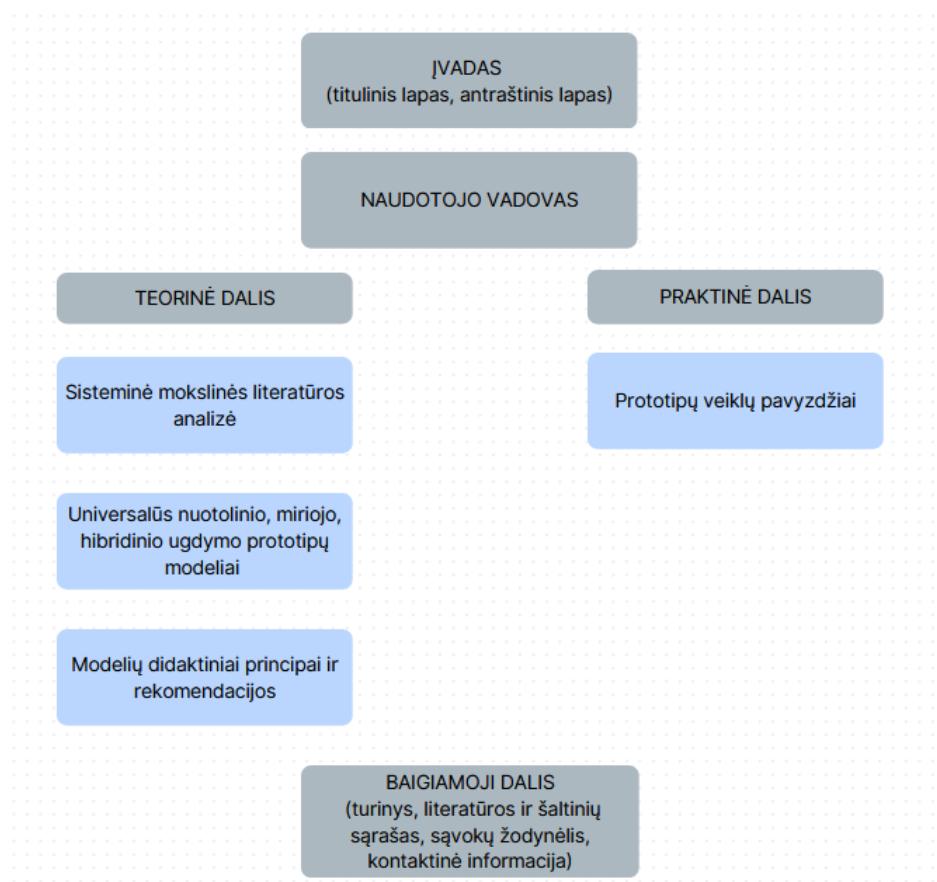 ĮVADAS
(titulinis lapas, antraštinis lapas)
NAUDOTOJO VADOVAS
TEORINĖ DALIS
PRAKTINĖ DALIS
Sisteminė mokslinės literatūros
analizė
Prototipų veiklų pavyzdžiai
Universalūs nuotolinio, miriojo,
hibridinio ugdymo prototipų
modeliai
Modelių didaktiniai principai ir
rekomendacijos
BAIGIAMOJI DALIS
(turinys, literatūros ir šaltinių
sąrašas, sąvokų žodynėlis,
kontaktinė informacija)